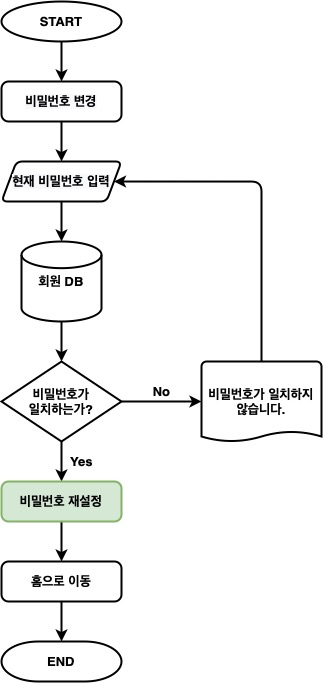 START
비밀번호 변경
현재 비밀번호 입력
회원 DB
비밀번호가
일치하는가?
No
비밀번호가 일치하지
않습니다.
Yes
비밀번호 재설정
홈으로 이동
END